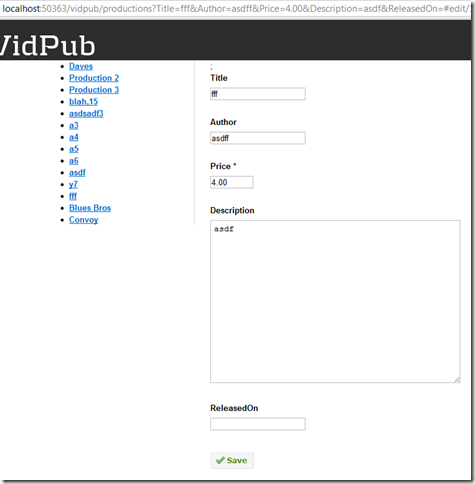 localhost:50363/vidpub/productions?Title=fff&Author=asdff&Price=4.00&Description=asdf&ReleasedOn=#edit/
VidPub
Daves
Production 2
Production 3
blah,15
asdsadf3
a3
a4
a5
a6
asdf
y7
fff
Blues Bros
Convoy
;
Title
fff
Author
asdff
Price *
4.00
Description
asdf
ReleasedOn
Save